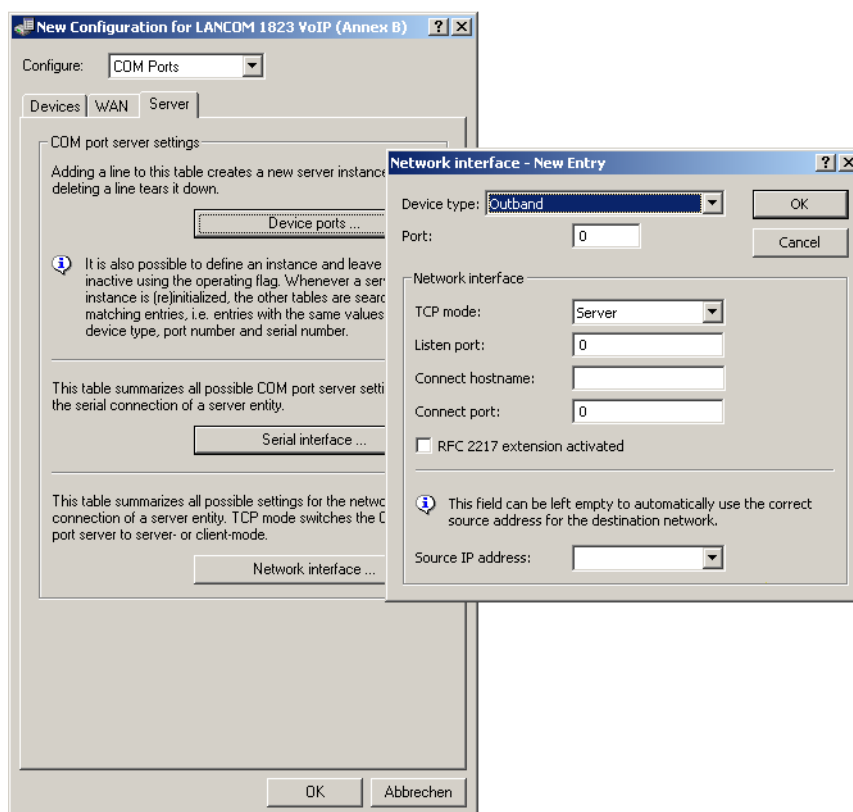 New Configuration for LANCOM 1823 VoIP (Annex B)
Configure: COM Ports
Devices WAN Server
COM port server settings
Adding a line to this table creates a new server instance
deleting a line tears it down.
Device ports ...
It is also possible to define an instance and leave
inactive using the operating flag. Whenever a ser
instance is (re)initialized, the other tables are searc
matching entries, i.e. entries with the same values
device type, port number and serial number.
This table summarizes all possible COM port server setti
the serial connection of a server entity.
Serial interface ...
This table summarizes all possible settings for the netwo
connection of a server entity. TCP mode switches the C
port server to server- or client-mode.
Network interface ...
OK Abbrechen
Network interface - New Entry
Device type: Outband OK
Port: 0 Cancel
Network interface
TCP mode: Server
Listen port: 0
Connect hostname:
Connect port: 0
RFC 2217 extension activated
This field can be left empty to automatically use the correct
source address for the destination network.
Source IP address: